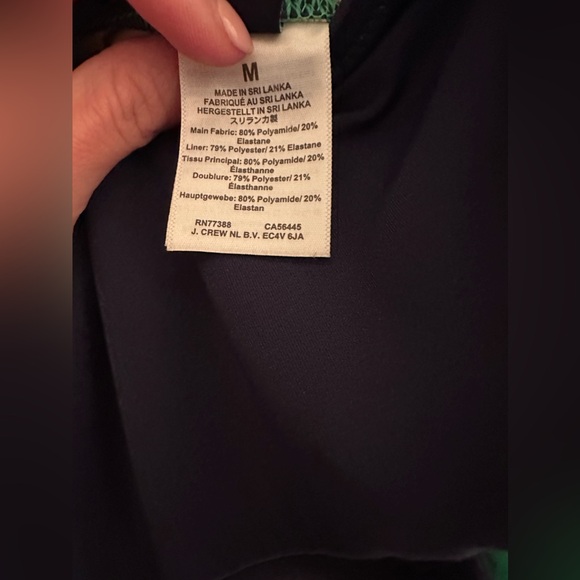 M
MADE IN SRI LANKA
FABRIQUÉ AU SRI LANKA
HERGESTELLT IN SRI LANKA
スリランカ製
Main Fabric: 80% Polyamide/ 20%
Elastane
Liner: 79% Polyester/ 21% Elastane
Tissu Principal: 80% Polyamide/ 20%
Élasthanne
Doublure: 79% Polyester/ 21%
Élasthanne
Hauptgewebe: 80% Polyamide/ 20%
Elastan
RN77388 CA56445
J. CREW NL B.V. EC4V 6JA